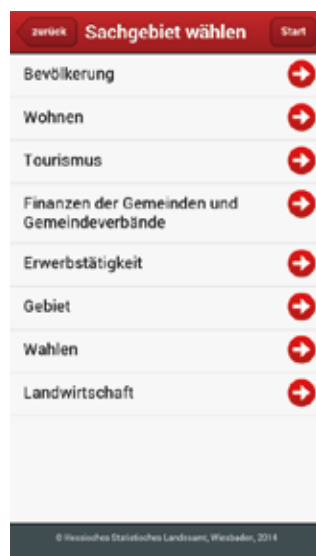 zurück Sachgebiet wählen Start
Bevölkerung
Wohnen
Tourismus
Finanzen der Gemeinden und
Gemeindeverbände
Erwerbstätigkeit
Gebiet
Wahlen
Landwirtschaft
© Hessisches Statistisches Landesamt, Wiesbaden, 2014